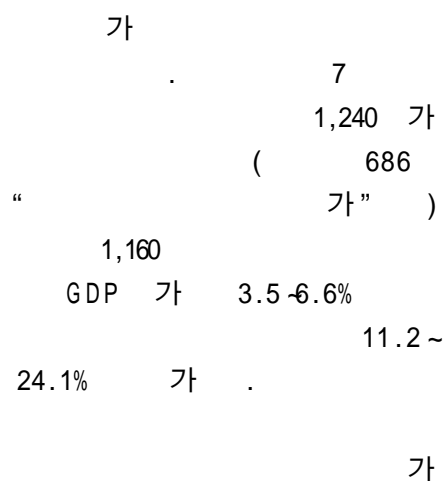 가
. 7
1,240 가
( 686
“ 가” )
1,160
GDP 가 3.5~6.6%
11.2~
24.1% 가 .
가